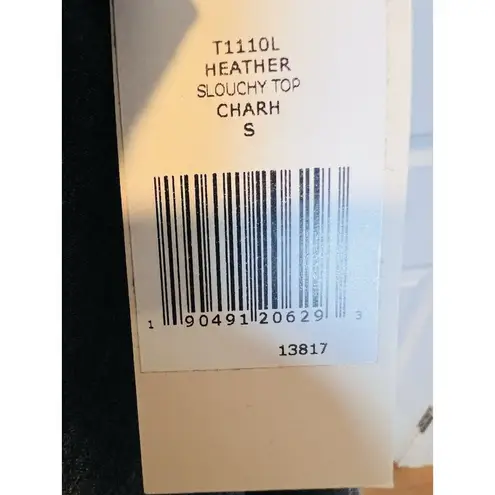 T1110L
HEATHER
SLOUCHY TOP
CHARH
S
1 90491 20629 3
13817